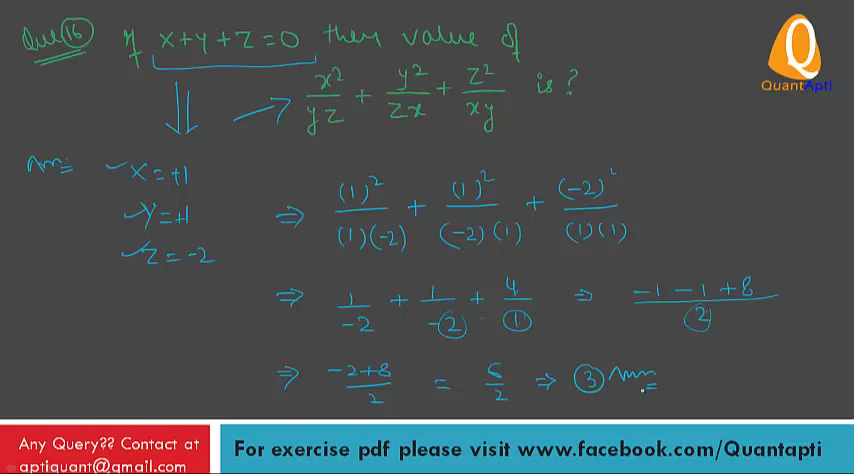 Que(16) If x+y+z=0 then value of
x²/yz + y²/zx + z²/xy is ?
QuantApti
Ans: x=+1
y=+1
z=-2
⇒ (1)²/(1)(-2) + (1)²/(-2)(1) + (-2)²/(1)(1)
⇒ 1/-2 + 1/-2 + 4/1 ⇒ -1-1+8/2
⇒ -2+8/2 = 6/2 ⇒ 3 Ans
Any Query?? Contact at
aptiquant@gmail.com
For exercise pdf please visit www.facebook.com/Quantapti